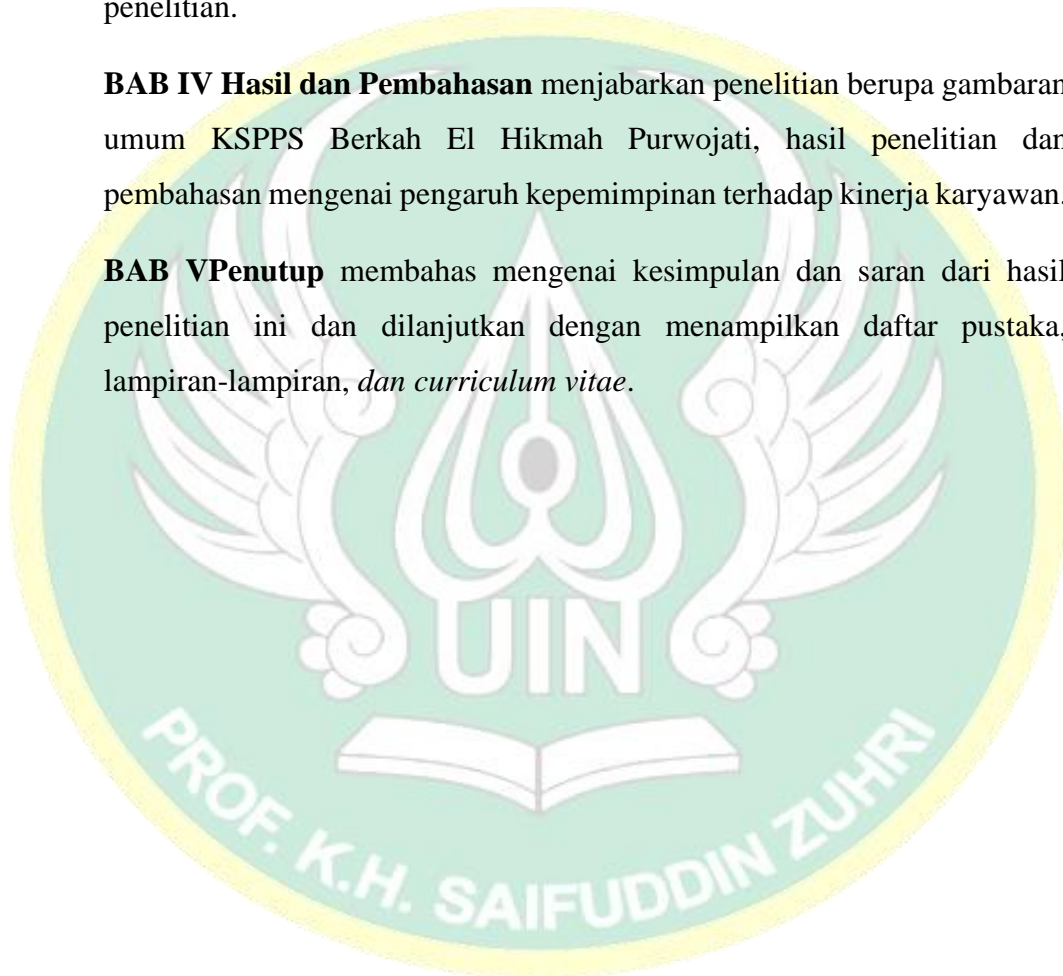 penelitian.
BAB IV Hasil dan Pembahasan menjabarkan penelitian berupa gambaran
umum KSPPS Berkah El Hikmah Purwojati, hasil penelitian dan
pembahasan mengenai pengaruh kepemimpinan terhadap kinerja karyawan.
BAB VPenutup membahas mengenai kesimpulan dan saran dari hasil
penelitian ini dan dilanjutkan dengan menampilkan daftar pustaka,
lampiran-lampiran, dan curriculum vitae.
UIN
PROF. K.H. SAIFUDDIN ZUHRI